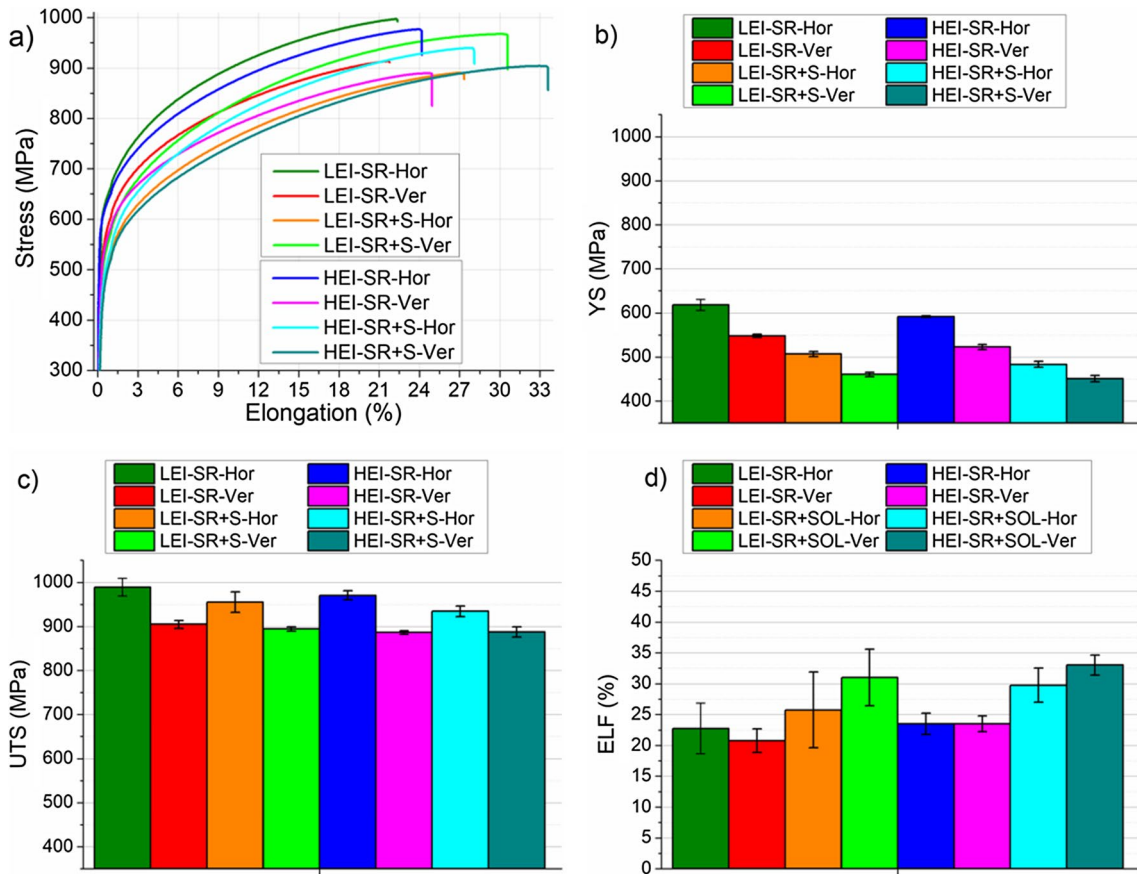 a)
Stress (MPa)
1000
900
800
700
600
500
400
300
LEI-SR-Hor
LEI-SR-Ver
LEI-SR+S-Hor
LEI-SR+S-Ver
HEI-SR-Hor
HEI-SR-Ver
HEI-SR+S-Hor
HEI-SR+S-Ver
0 3 6 9 12 15 18 21 24 27 30 33
Elongation (%)
b)
LEI-SR-Hor HEI-SR-Hor
LEI-SR-Ver HEI-SR-Ver
LEI-SR+S-Hor HEI-SR+S-Hor
LEI-SR+S-Ver HEI-SR+S-Ver
YS (MPa)
1000
900
800
700
600
500
400
c)
LEI-SR-Hor HEI-SR-Hor
LEI-SR-Ver HEI-SR-Ver
LEI-SR+S-Hor HEI-SR+S-Hor
LEI-SR+S-Ver HEI-SR+S-Ver
UTS (MPa)
1000
900
800
700
600
500
400
d)
LEI-SR-Hor HEI-SR-Hor
LEI-SR-Ver HEI-SR-Ver
LEI-SR+SOL-Hor HEI-SR+SOL-Hor
LEI-SR+SOL-Ver HEI-SR+SOL-Ver
ELF (%)
50
45
40
35
30
25
20
15
10
5
0